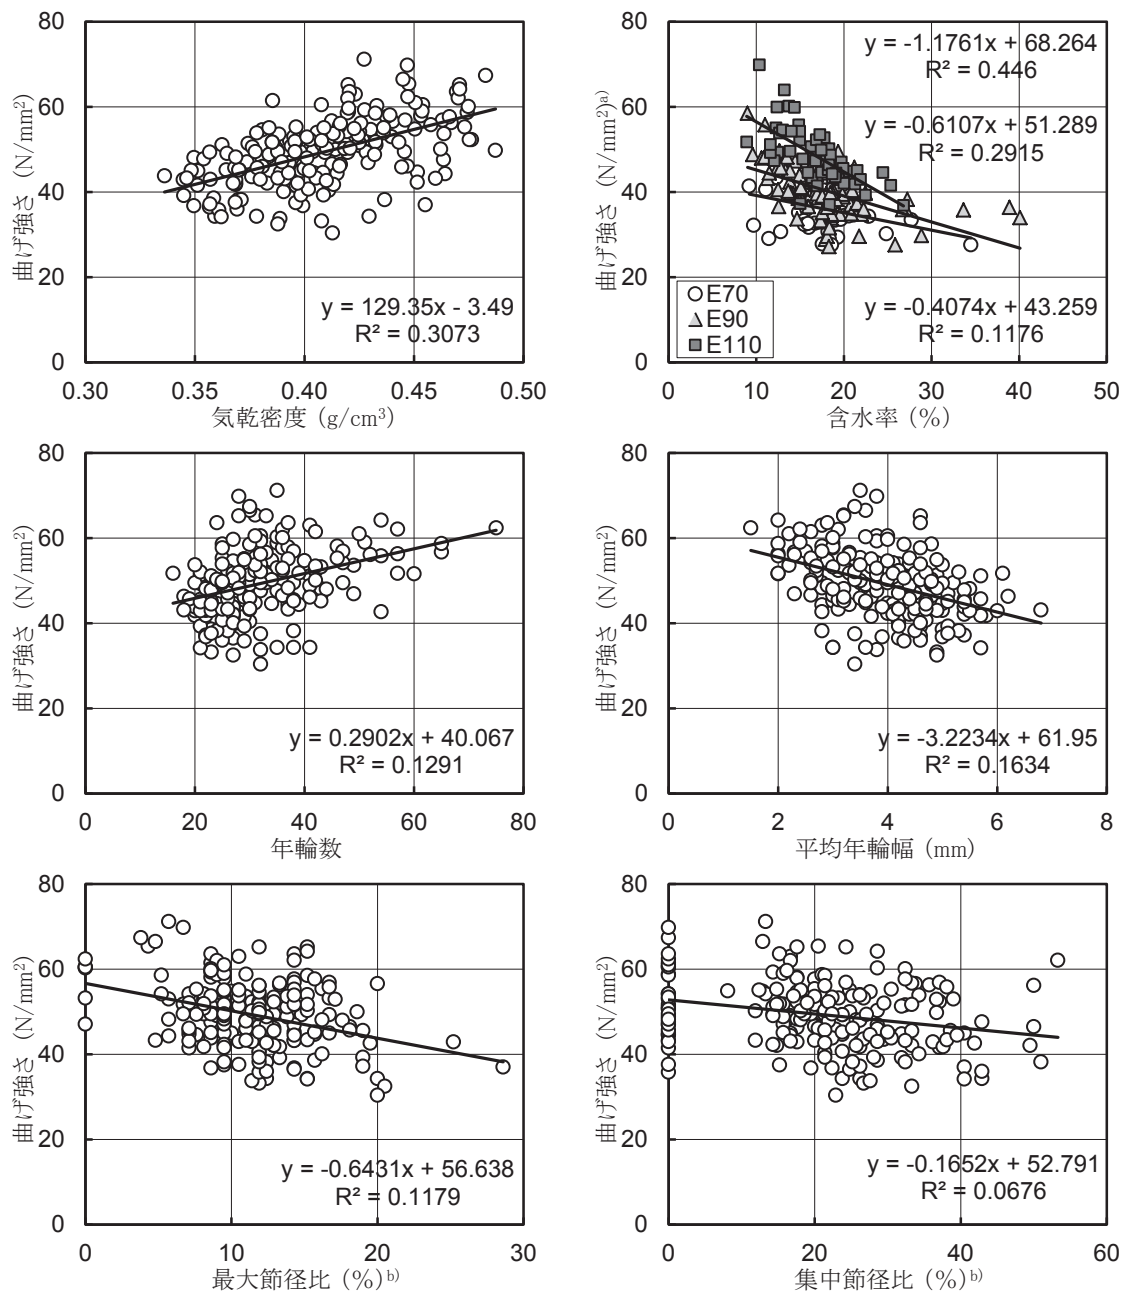 80
60
40
20
0
曲げ強さ (N/mm²)
y = 129.35x - 3.49
R² = 0.3073
0.30 0.35 0.40 0.45 0.50
気乾密度 (g/cm³)
80
60
40
20
0
曲げ強さ (N/mm²)a)
y = -1.1761x + 68.264
R² = 0.446
y = -0.6107x + 51.289
R² = 0.2915
y = -0.4074x + 43.259
R² = 0.1176
E70
E90
E110
0 10 20 30 40 50
含水率 (%)
80
60
40
20
0
曲げ強さ (N/mm²)
y = 0.2902x + 40.067
R² = 0.1291
0 20 40 60 80
年輪数
80
60
40
20
0
曲げ強さ (N/mm²)
y = -3.2234x + 61.95
R² = 0.1634
0 2 4 6 8
平均年輪幅 (mm)
80
60
40
20
0
曲げ強さ (N/mm²)
y = -0.6431x + 56.638
R² = 0.1179
0 10 20 30
最大節径比 (%)b)
80
60
40
20
0
曲げ強さ (N/mm²)
y = -0.1652x + 52.791
R² = 0.0676
0 20 40 60
集中節径比 (%)b)